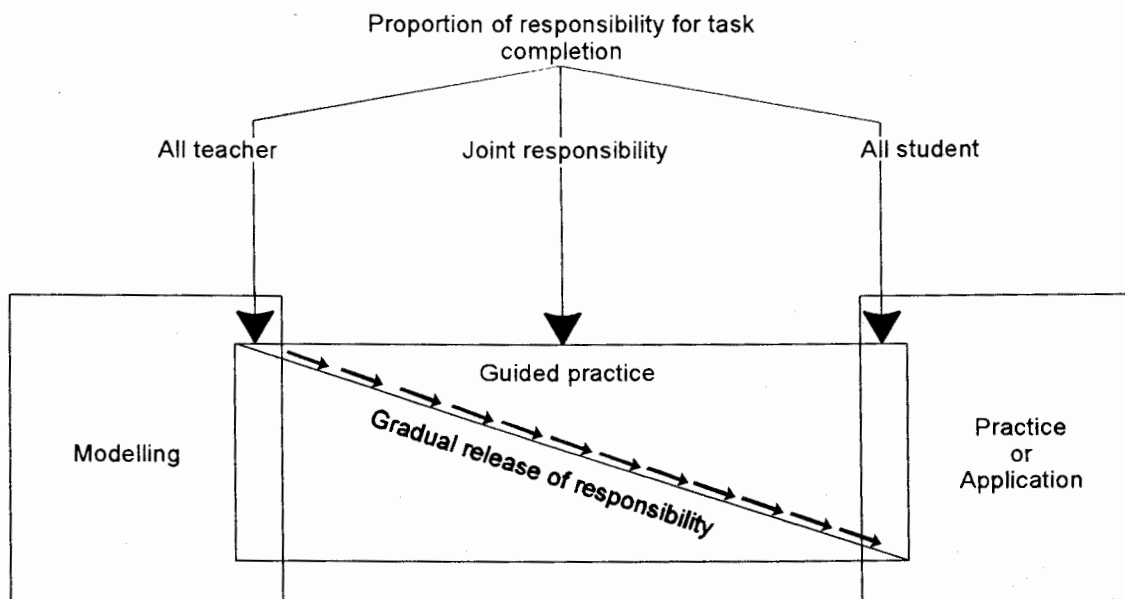 Proportion of responsibility for task
completion
All teacher
Joint responsibility
All student
Guided practice
Gradual release of responsibility
Modelling
Practice
or
Application